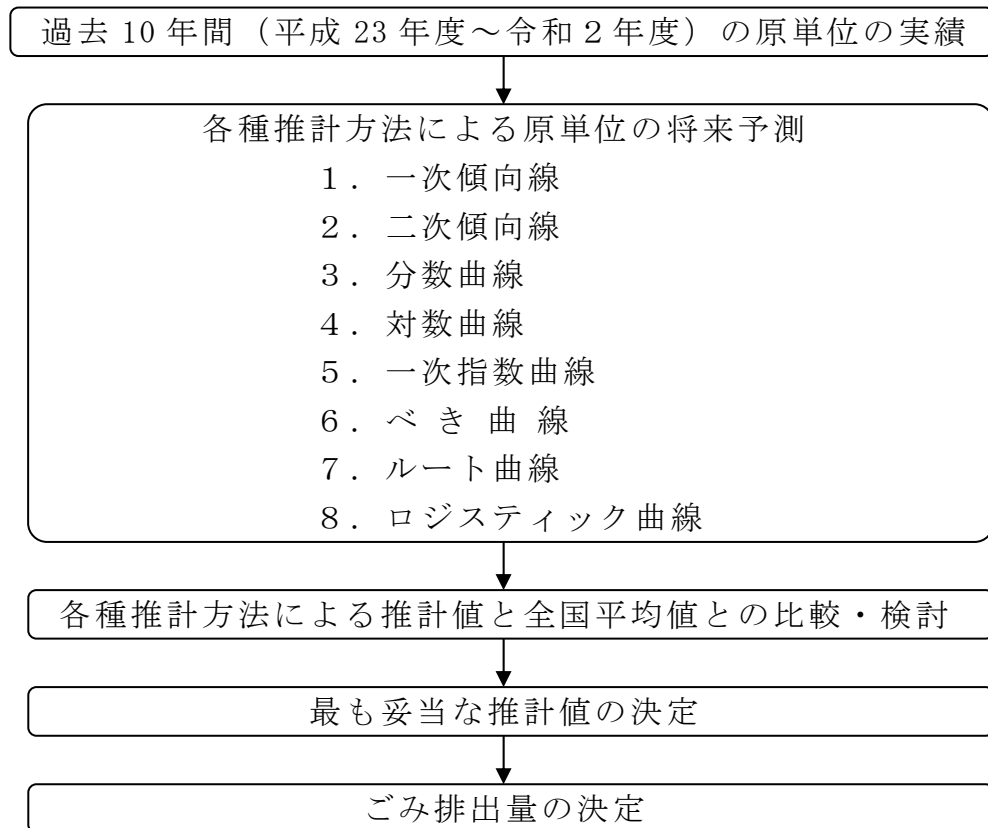 過去 10 年間（平成 23 年度～令和２年度）の原単位の実績
各種推計方法による原単位の将来予測
１．一次傾向線
２．二次傾向線
３．分数曲線
４．対数曲線
５．一次指数曲線
６．べ き 曲 線
７．ルート曲線
８．ロジスティック曲線
各種推計方法による推計値と全国平均値との比較・検討
最も妥当な推計値の決定
ごみ排出量の決定